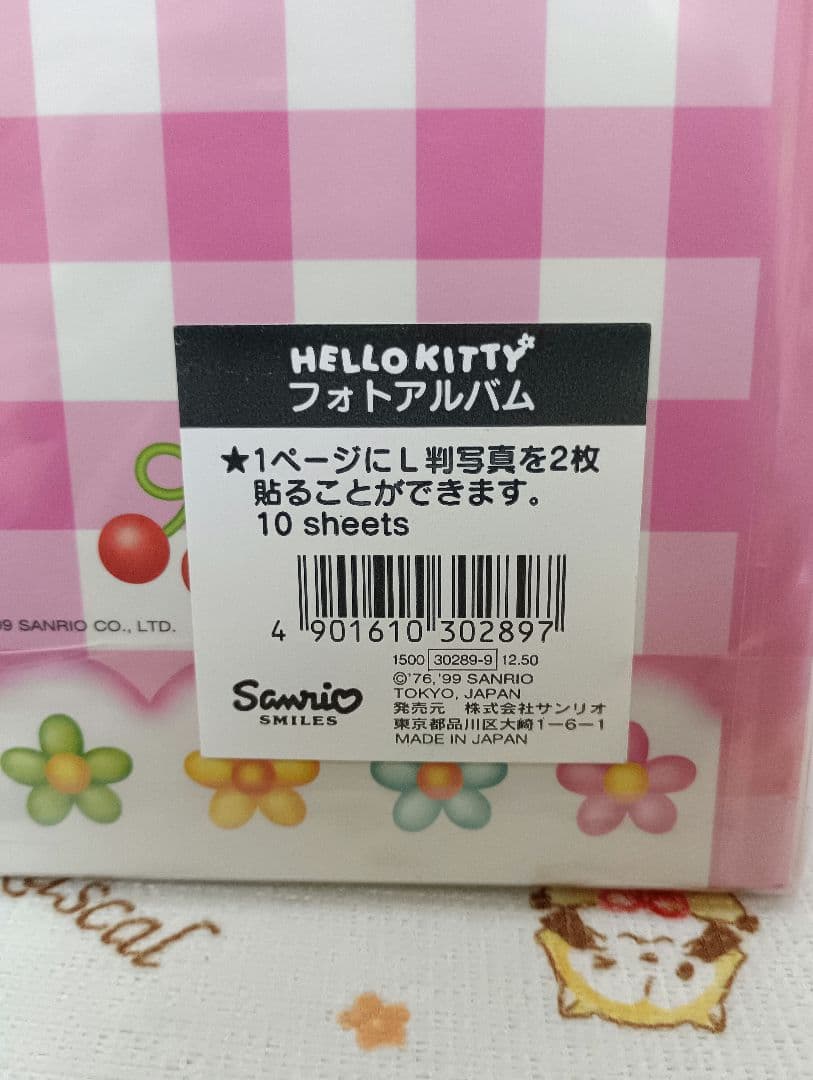 HELLO KITTY
フォトアルバム
★1ページにL判写真を2枚
貼ることができます。
10 sheets
4 901610 302897
1500 30289-9 12.50
©'76,'99 SANRIO
TOKYO, JAPAN
発売元 株式会社サンリオ
東京都品川区大崎1-6-1
MADE IN JAPAN
Sanrio
SMILES
99 SANRIO CO., LTD.